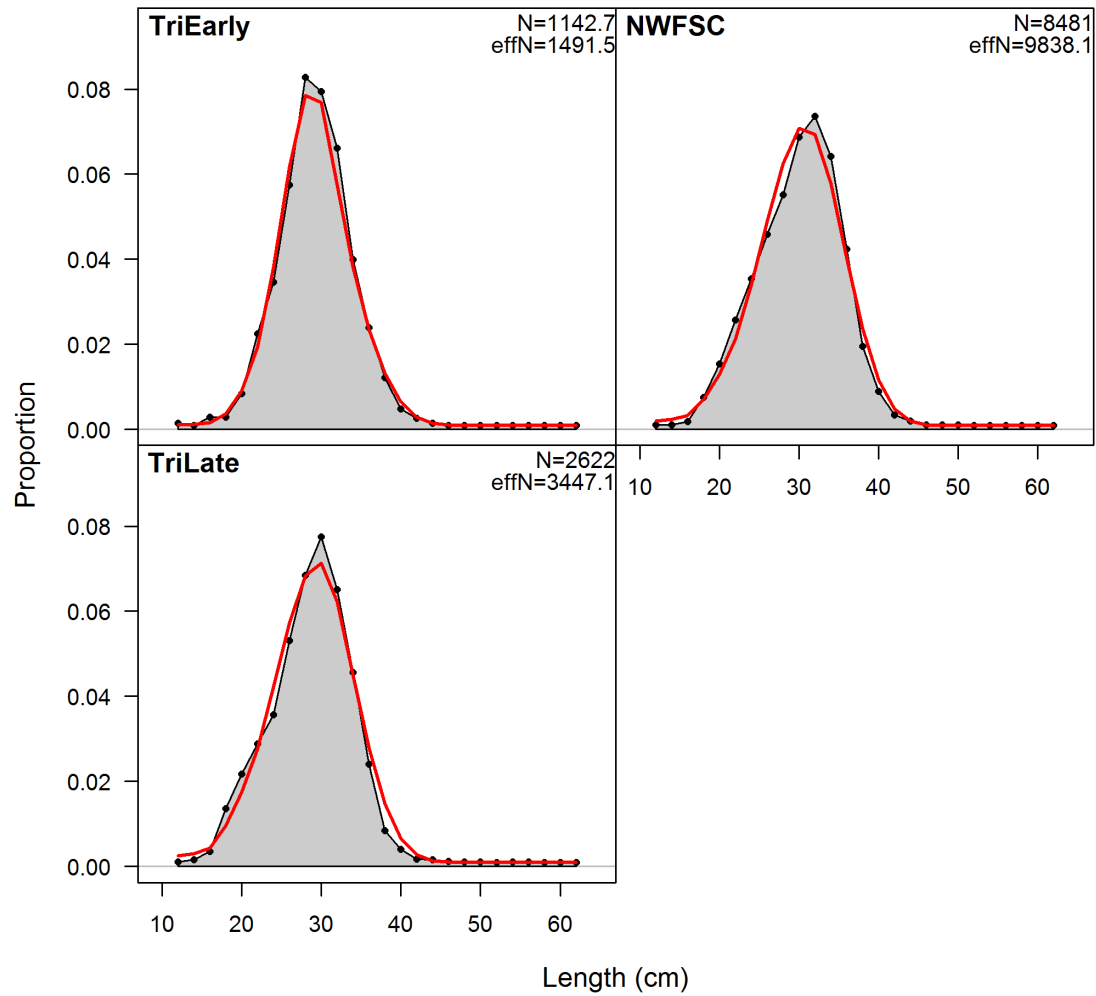 TriEarly
N=1142.7
effN=1491.5
NWFSC
N=8481
effN=9838.1
0.08
0.06
0.04
0.02
0.00
TriLate
N=2622
effN=3447.1
10 20 30 40 50 60
0.08
0.06
0.04
0.02
0.00
10 20 30 40 50 60
Proportion
Length (cm)